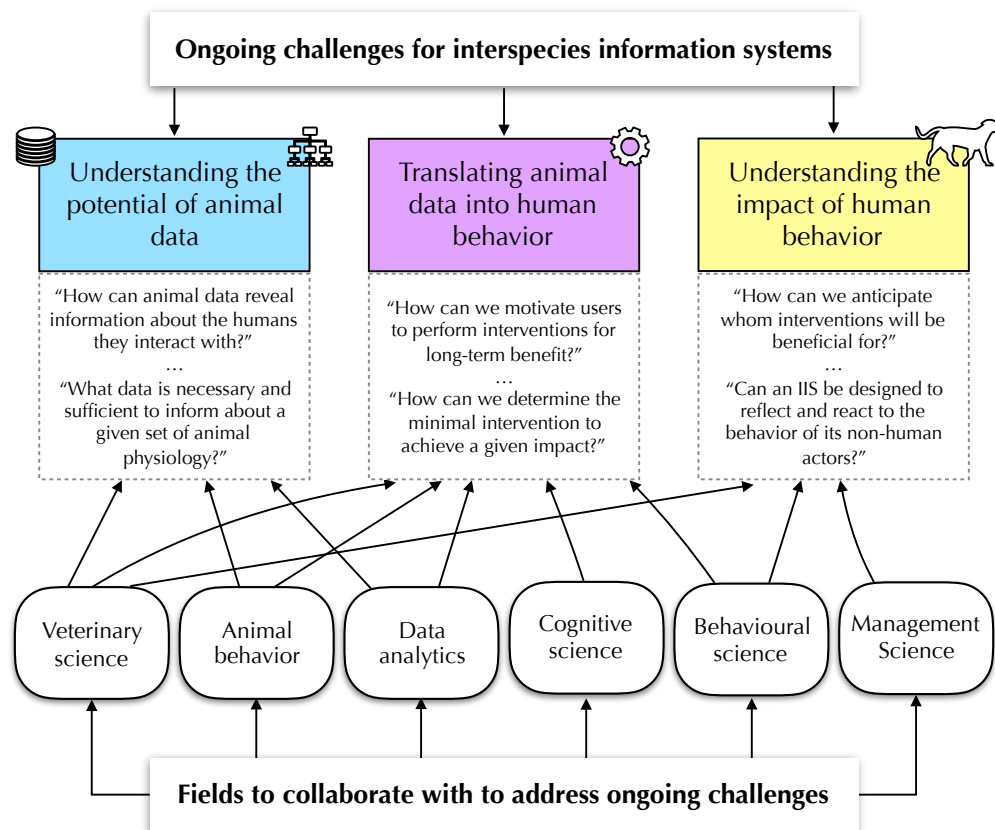 Ongoing challenges for interspecies information systems
Understanding the
potential of animal
data
Translating animal
data into human
behavior
Understanding the
impact of human
behavior
“How can animal data reveal
information about the humans
they interact with?”
...
“What data is necessary and
sufficient to inform about a
given set of animal
physiology?”
“How can we motivate users
to perform interventions for
long-term benefit?”
...
“How can we determine the
minimal intervention to
achieve a given impact?”
“How can we anticipate
whom interventions will be
beneficial for?”
...
“Can an IIS be designed to
reflect and react to the
behavior of its non-human
actors?”
Veterinary
science
Animal
behavior
Data
analytics
Cognitive
science
Behavioural
science
Management
Science
Fields to collaborate with to address ongoing challenges